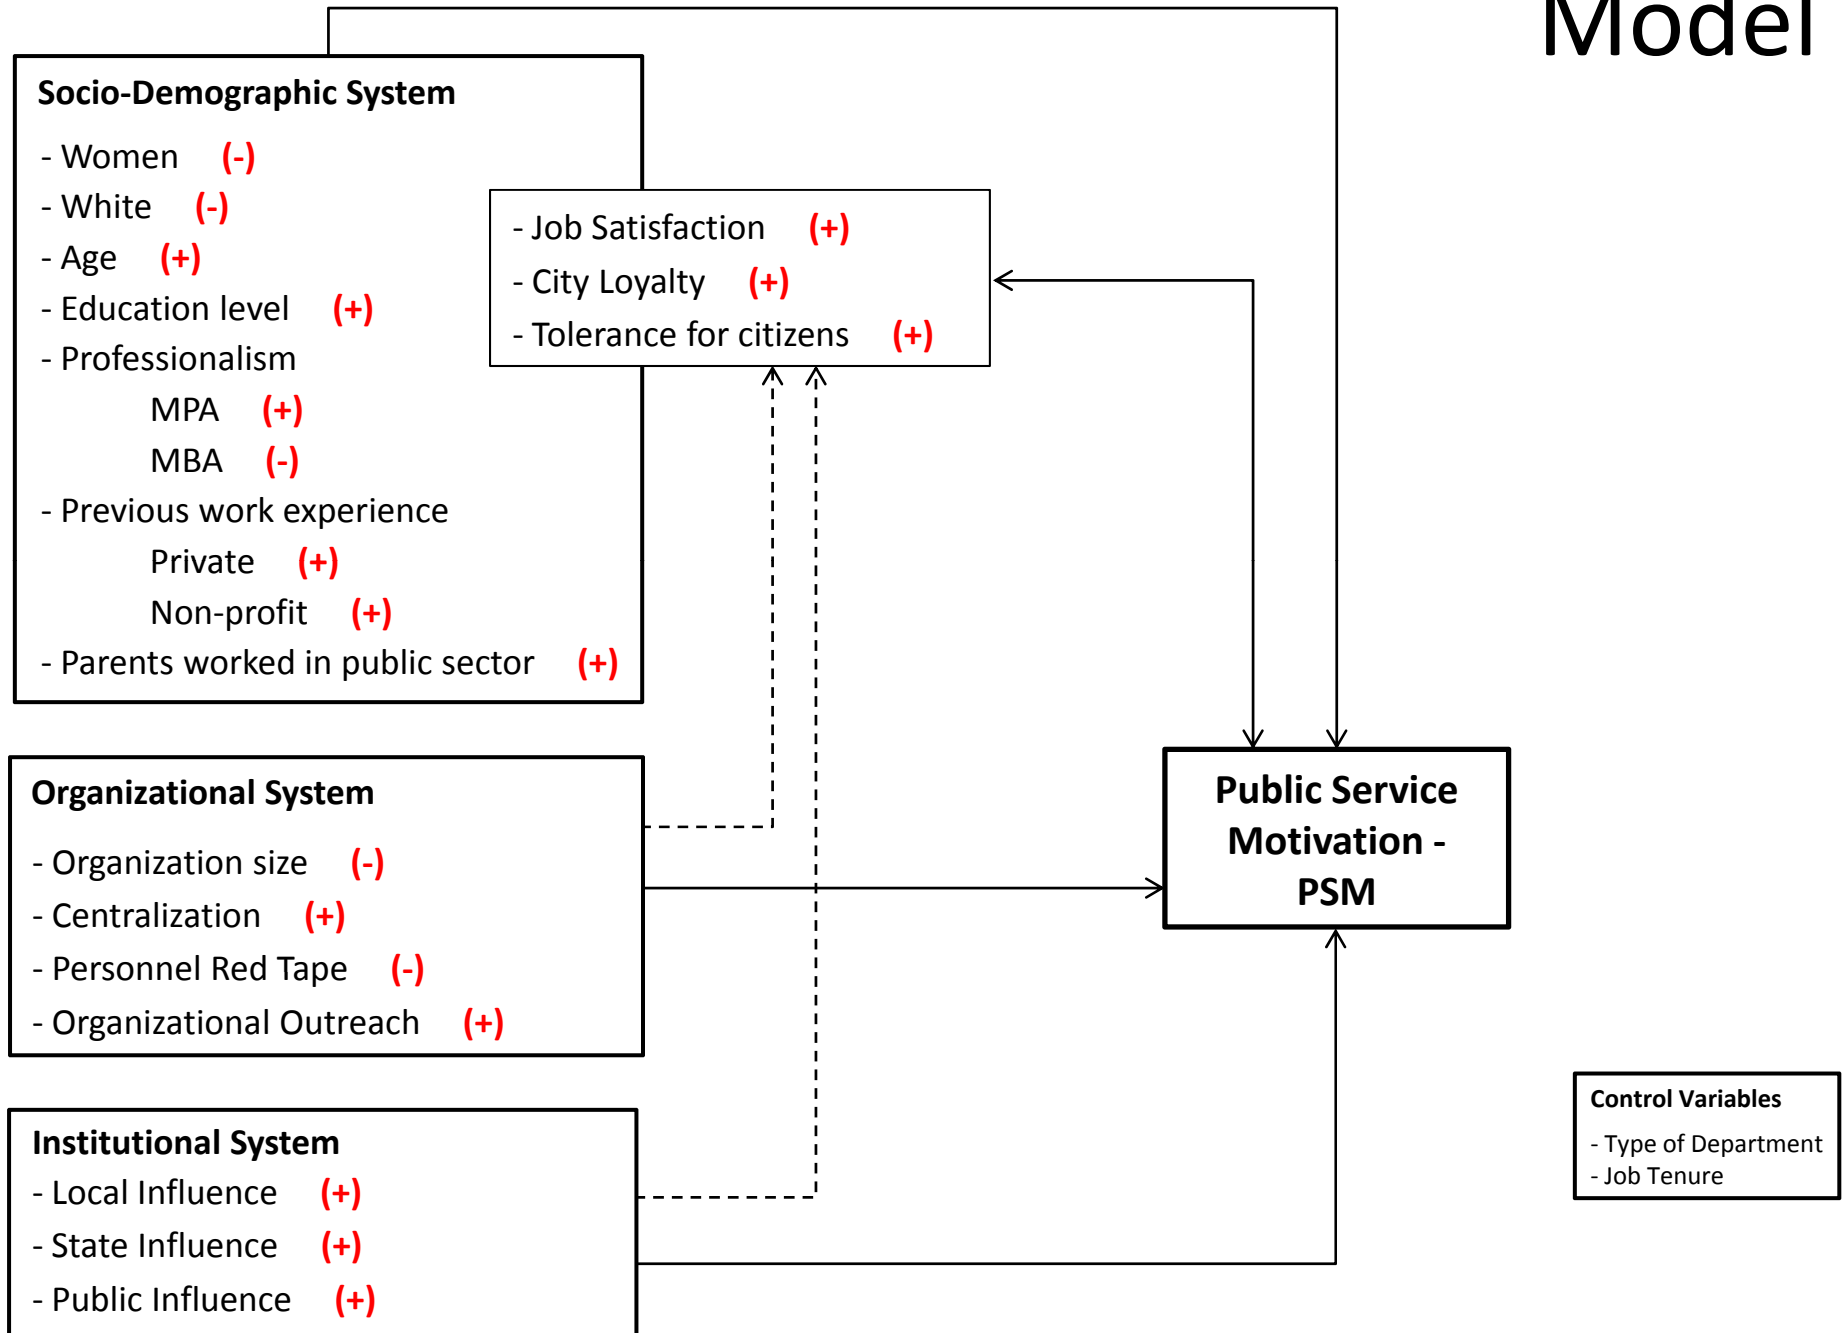 Model
Socio-Demographic System
- Women (-)
- White (-)
- Age (+)
- Education level (+)
- Professionalism
MPA (+)
MBA (-)
- Previous work experience
Private (+)
Non-profit (+)
- Parents worked in public sector (+)
- Job Satisfaction (+)
- City Loyalty (+)
- Tolerance for citizens (+)
Organizational System
- Organization size (-)
- Centralization (+)
- Personnel Red Tape (-)
- Organizational Outreach (+)
Public Service
Motivation -
PSM
Institutional System
- Local Influence (+)
- State Influence (+)
- Public Influence (+)
Control Variables
- Type of Department
- Job Tenure